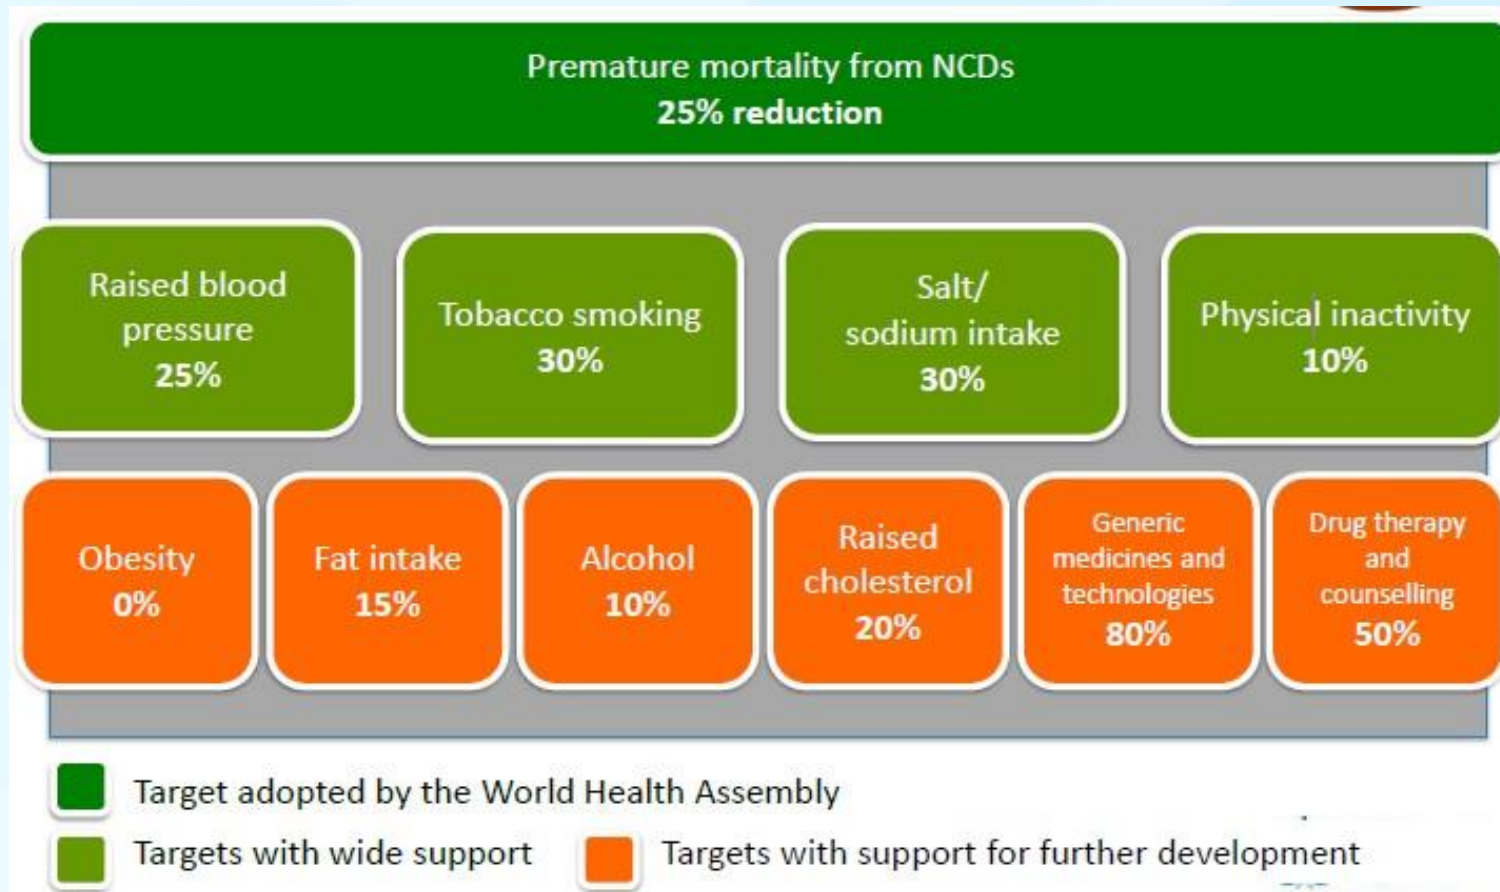 Premature mortality from NCDs
25% reduction
Raised blood
pressure
25%
Tobacco smoking
30%
Salt/
sodium intake
30%
Physical inactivity
10%
Obesity
0%
Fat intake
15%
Alcohol
10%
Raised
cholesterol
20%
Generic
medicines and
technologies
80%
Drug therapy
and
counselling
50%
Target adopted by the World Health Assembly
Targets with wide support
Targets with support for further development